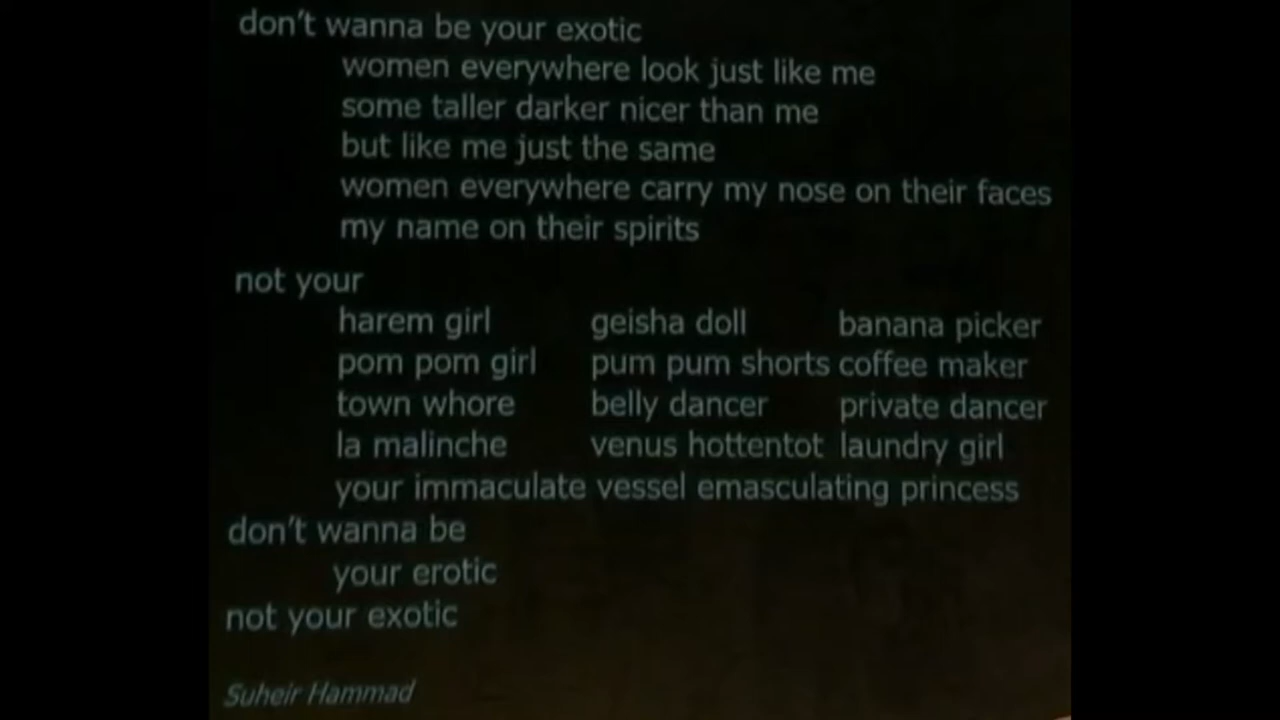 don't wanna be your exotic
women everywhere look just like me
some taller darker nicer than me
but like me just the same
women everywhere carry my nose on their faces
my name on their spirits
not your
harem girl geisha doll banana picker
pom pom girl pum pum shorts coffee maker
town whore belly dancer private dancer
la malinche venus hottentot laundry girl
your immaculate vessel emasculating princess
don't wanna be
your erotic
not your exotic
Suheir Hammad